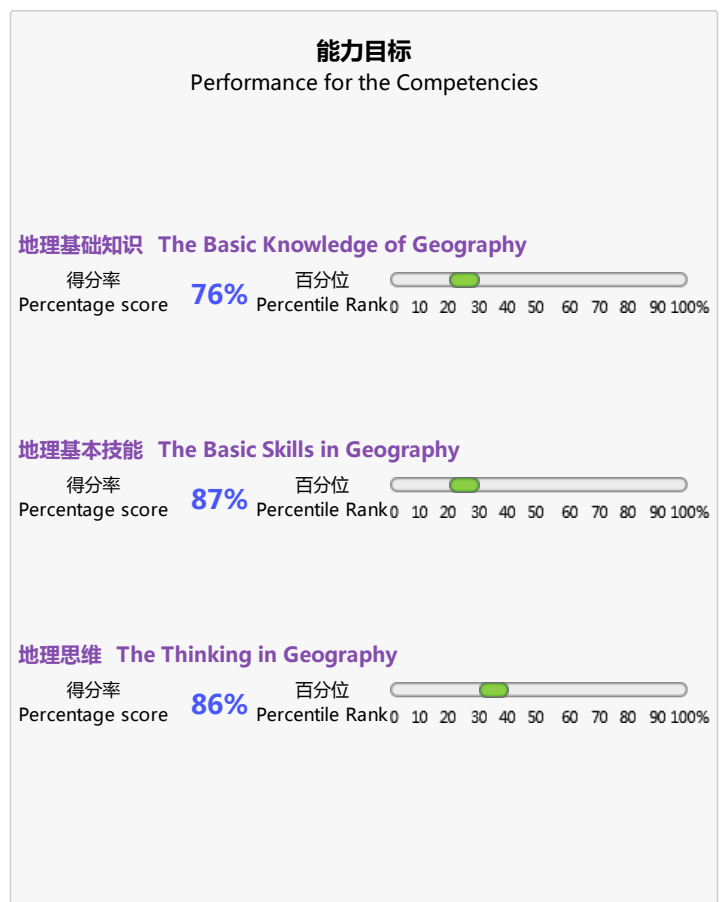 能力目标
Performance for the Competencies
地理基础知识 The Basic Knowledge of Geography
得分率 76% 百分位
Percentage score Percentile Rank 0 10 20 30 40 50 60 70 80 90 100%
地理基本技能 The Basic Skills in Geography
得分率 87% 百分位
Percentage score Percentile Rank 0 10 20 30 40 50 60 70 80 90 100%
地理思维 The Thinking in Geography
得分率 86% 百分位
Percentage score Percentile Rank 0 10 20 30 40 50 60 70 80 90 100%